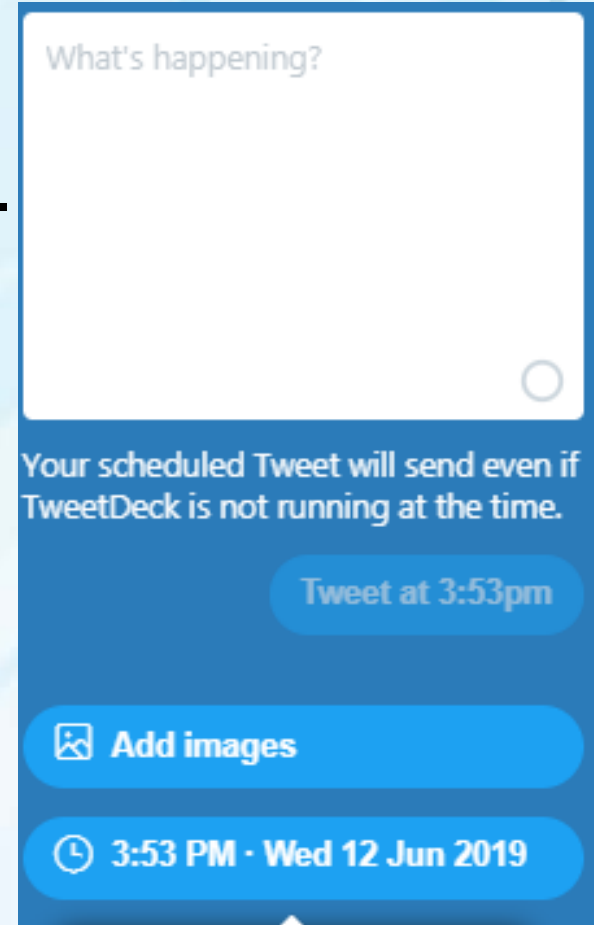 What's happening?
Your scheduled Tweet will send even if
TweetDeck is not running at the time.
Tweet at 3:53pm
Add images
3:53 PM · Wed 12 Jun 2019